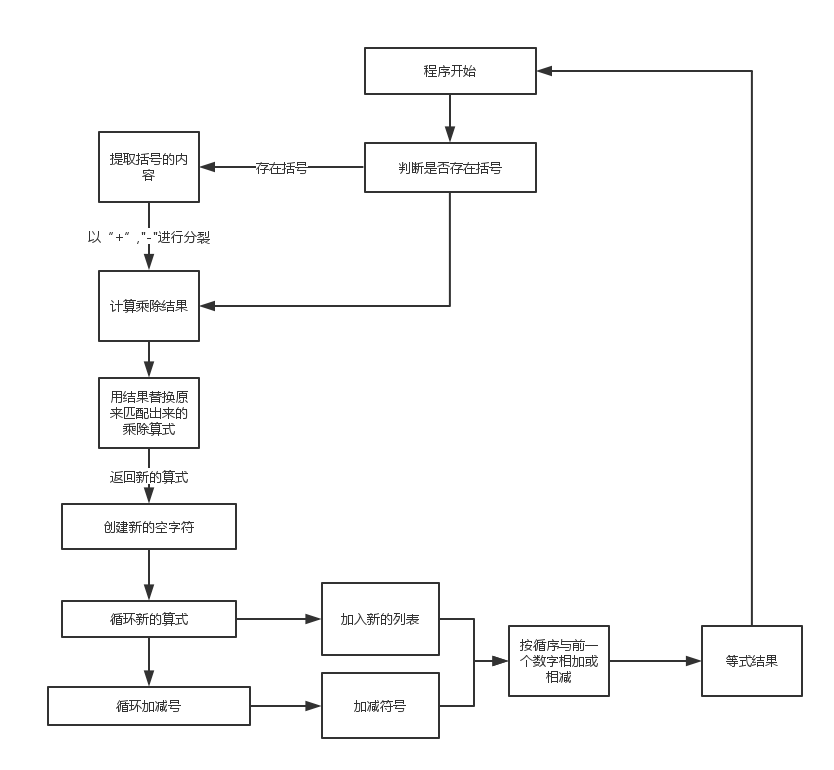 程序开始
提取括号的内
容
存在括号
判断是否存在括号
以“+”,"-"进行分裂
计算乘除结果
用结果替换原
来匹配出来的
乘除算式
返回新的算式
创建新的空字符
循环新的算式
加入新的列表
按循序与前一
个数字相加或
相减
等式结果
循环加减号
加减符号